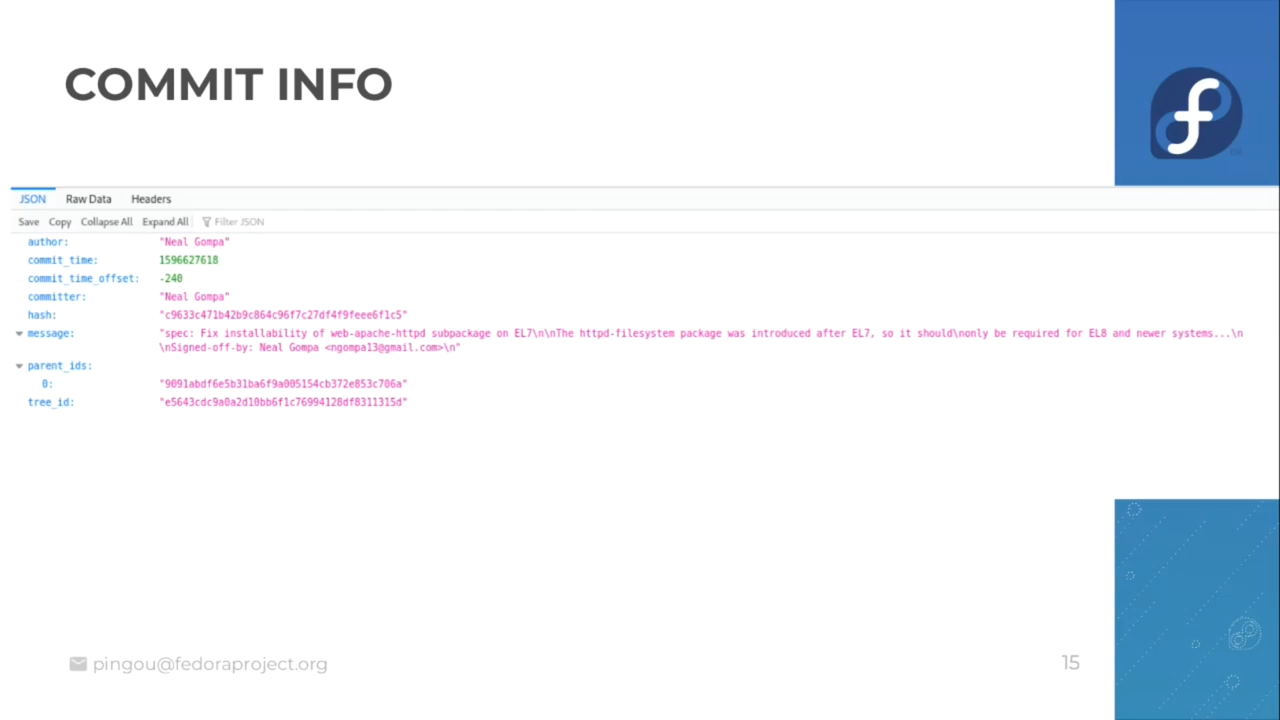 COMMIT INFO
JSON Raw Data Headers
Save Copy Collapse All Expand All Filter JSON
author: "Neal Gompa"
commit_time: 1596627618
commit_time_offset: -240
committer: "Neal Gompa"
hash: "c9633c471b42b9c864c96f7c27df4f9feee6f1c5"
message: "spec: Fix installability of web-apache-httpd subpackage on EL7\n\nThe httpd-filesystem package was introduced after EL7, so it should\nonly be required for EL8 and newer systems...\n
\nSigned-off-by: Neal Gompa <ngompa13@gmail.com>\n"
parent_ids:
0: "9091abdf6e5b31ba6f9a005154cb372e853c706a"
tree_id: "e5643cdc9a0a2d10bb6f1c76994128df8311315d"
pingou@fedoraproject.org
15